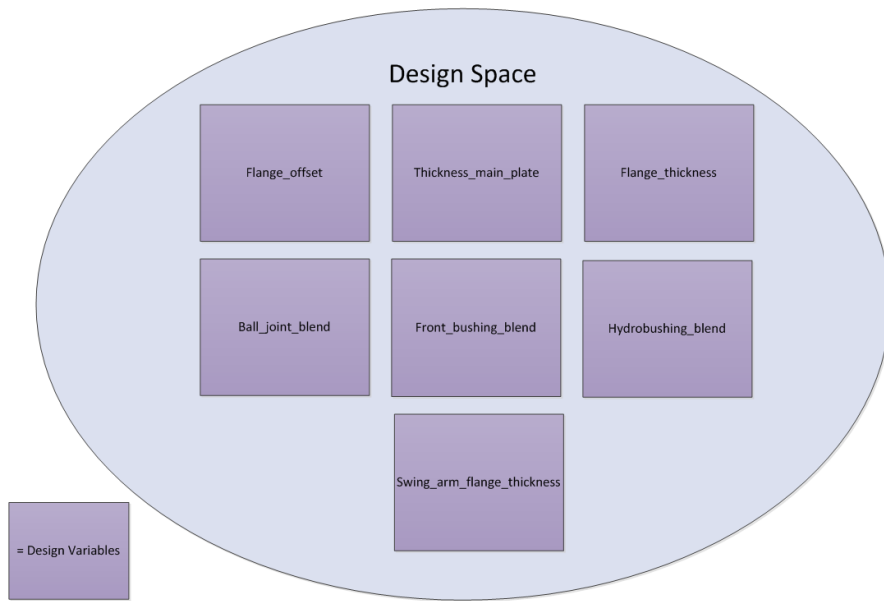 Design Space
Flange_offset
Thickness_main_plate
Flange_thickness
Ball_joint_blend
Front_bushing_blend
Hydrobushing_blend
Swing_arm_flange_thickness
= Design Variables